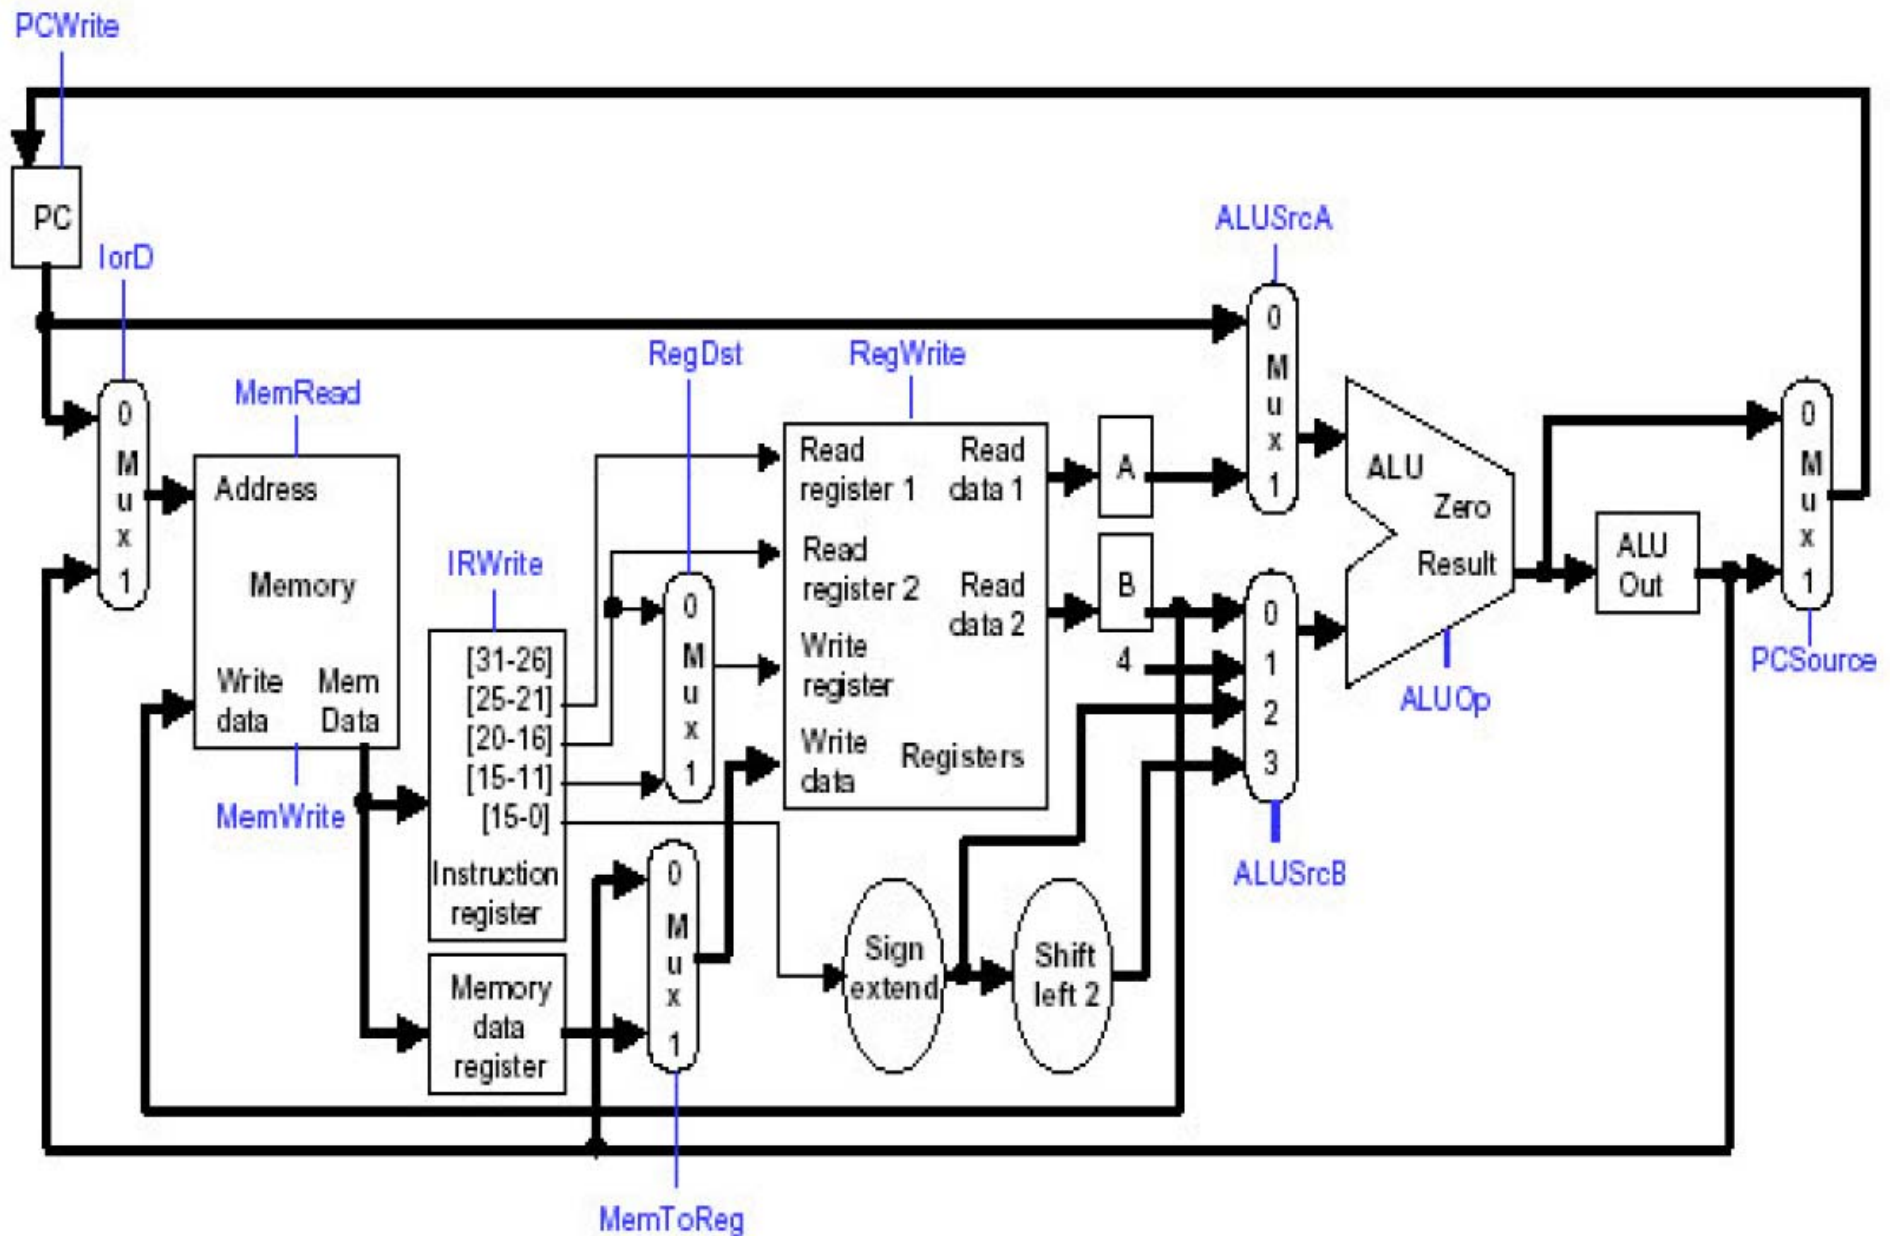 PCWrite
PC
IorD
0
M
u
x
1
MemRead
Address
Memory
Write
data
Mem
Data
MemWrite
IRWrite
[31-26]
[25-21]
[20-16]
[15-11]
[15-0]
Instruction
register
Memory
data
register
RegDst
0
M
u
x
1
0
M
u
x
1
MemToReg
RegWrite
Read
register 1
Read
data 1
Read
register 2
Read
data 2
Write
register
Write
data
Registers
Sign
extend
Shift
left 2
A
B
4
ALUSrcA
0
M
u
x
1
0
1
2
3
ALUSrcB
ALU
Zero
Result
ALUOp
ALU
Out
0
M
u
x
1
PCSource